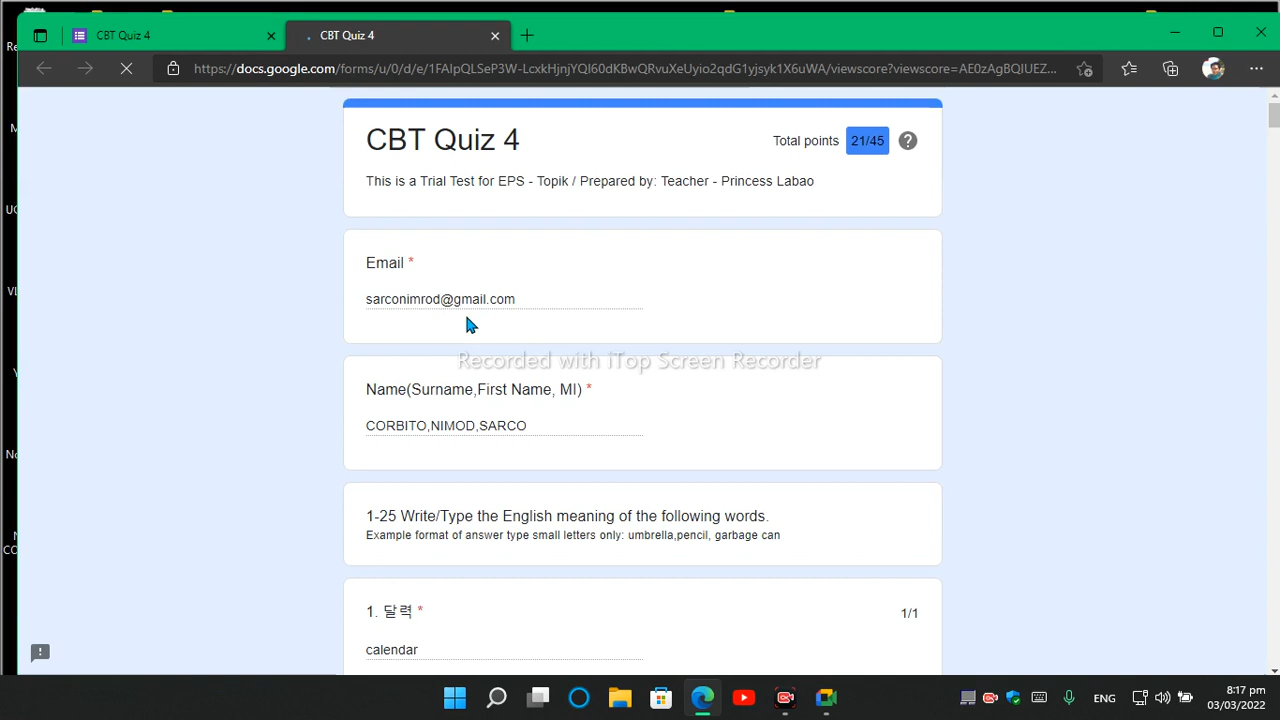 CBT Quiz 4
CBT Quiz 4
https://docs.google.com/forms/u/0/d/e/1FAIpQLSeP3W-LcxkHjnjYQI60dKBwQRvuXeUyio2qdG1yjsyk1X6uWA/viewscore?viewscore=AE0zAgBQIUEZ...
CBT Quiz 4
Total points 21/45
This is a Trial Test for EPS - Topik / Prepared by: Teacher - Princess Labao
Email *
sarconimrod@gmail.com
Recorded with iTop Screen Recorder
Name(Surname,First Name, MI) *
CORBITO,NIMOD,SARCO
1-25 Write/Type the English meaning of the following words.
Example format of answer type small letters only: umbrella,pencil, garbage can
1. 달력 *
1/1
calendar
ENG
8:17 pm
03/03/2022